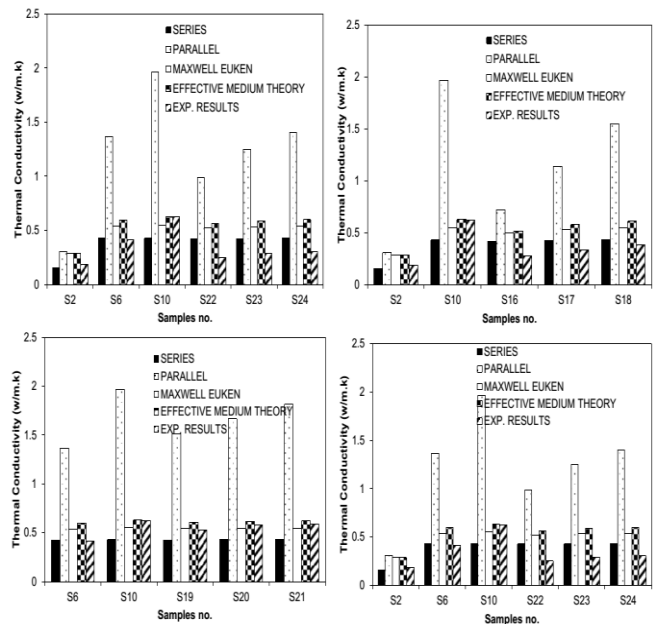 Thermal Conductivity (w/m.k)
2.5
2
1.5
1
0.5
0
SERIES
PARALLEL
MAXWELL EUKEN
EFFECTIVE MEDIUM THEORY
EXP. RESULTS
S2 S6 S10 S22 S23 S24
Samples no.
Thermal Conductivity (w/m.k)
2.5
2
1.5
1
0.5
0
SERIES
PARALLEL
MAXWELL EUKEN
EFFECTIVE MEDIUM THEORY
EXP. RESULTS
S2 S10 S16 S17 S18
Samples no.
Thermal Conductivity (w/m.k)
2.5
2
1.5
1
0.5
0
SERIES
PARALLEL
MAXWELL EUKEN
EFFECTIVE MEDIUM THEORY
EXP. RESULTS
S6 S10 S19 S20 S21
Samples no.
Thermal Conductivity (w/m.k)
2.5
2
1.5
1
0.5
0
SERIES
PARALLEL
MAXWELL EUKEN
EFFECTIVE MEDIUM THEORY
EXP. RESULTS
S2 S6 S10 S22 S23 S24
Samples no.